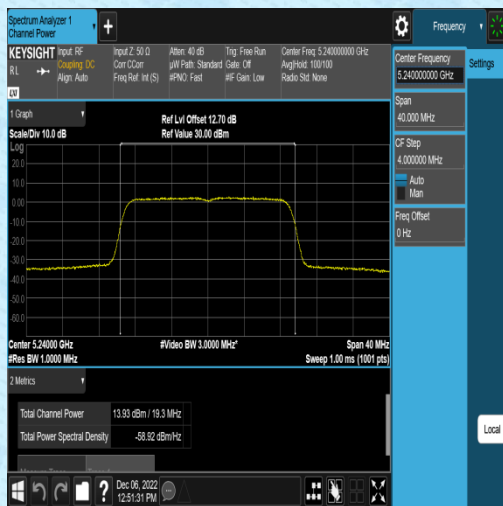 Spectrum Analyzer 1
Channel Power
Frequency
KEYSIGHT
Input: RF
Input Z: 50 Ω
Atten: 40 dB
Trig: Free Run
Center Freq: 5.240000000 GHz
RL
Coupling: DC
Corr CCorr
µW Path: Standard
Gate: Off
Avg|Hold: 100/100
Align: Auto
Freq Ref: Int (S)
#PNO: Fast
#IF Gain: Low
Radio Std: None
LXI
Center Frequency
5.240000000 GHz
Settings
Span
40.000 MHz
CF Step
4.000000 MHz
Auto
Man
Freq Offset
0 Hz
1 Graph
Ref Lvl Offset 12.70 dB
Scale/Div 10.0 dB
Ref Value 30.00 dBm
Log
20.0
10.0
0.00
-10.0
-20.0
-30.0
-40.0
-50.0
-60.0
Center 5.24000 GHz
#Video BW 3.0000 MHz*
Span 40 MHz
#Res BW 1.0000 MHz
Sweep 1.00 ms (1001 pts)
2 Metrics
Total Channel Power
13.93 dBm / 19.3 MHz
Total Power Spectral Density
-58.92 dBm/Hz
Local
?
Dec 06, 2022
12:51:31 PM